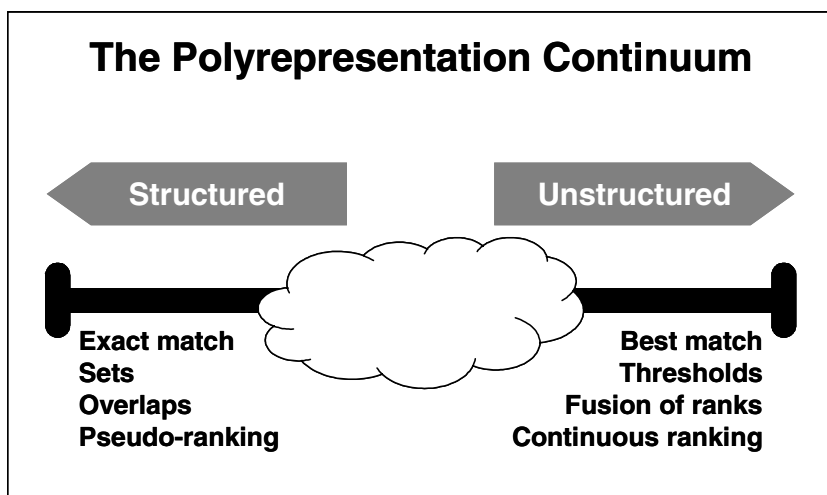 The Polyrepresentation Continuum
Structured
Unstructured
Exact match
Sets
Overlaps
Pseudo-ranking
Best match
Thresholds
Fusion of ranks
Continuous ranking